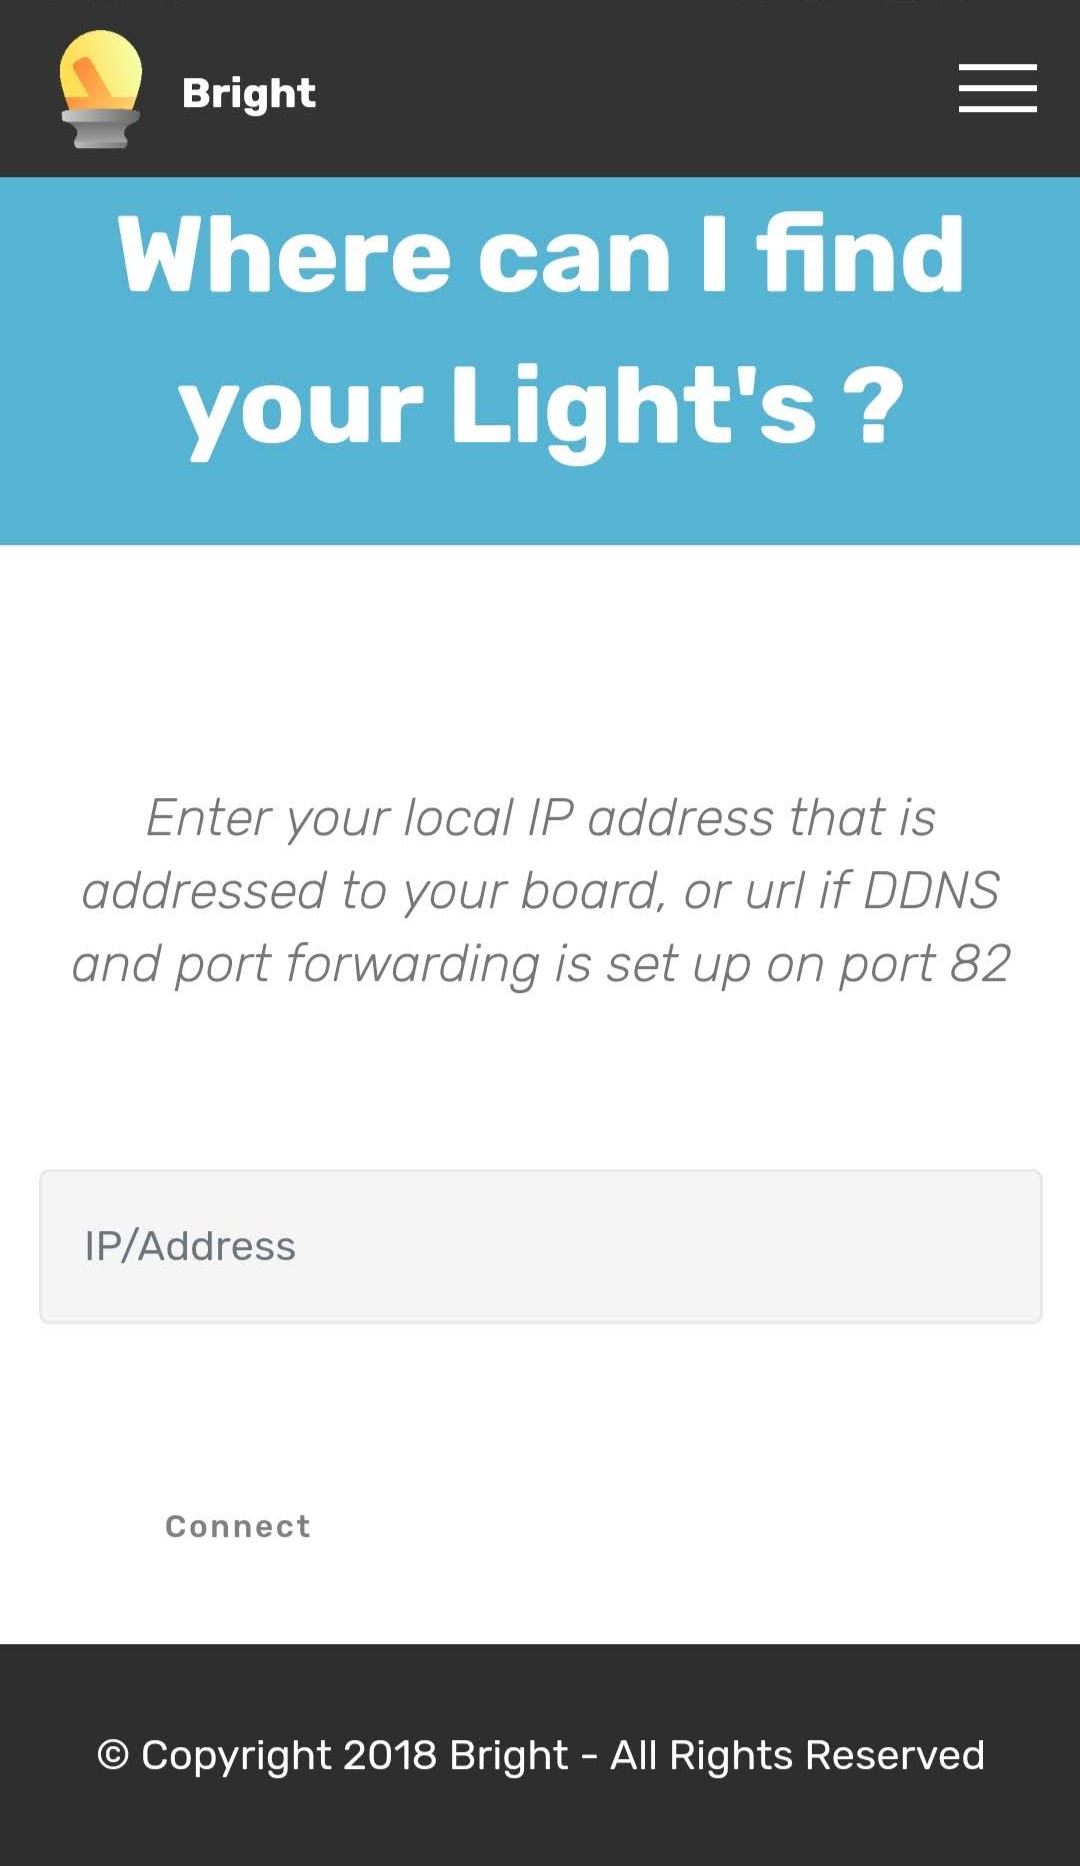 Bright
Where can I find
your Light's ?
Enter your local IP address that is
addressed to your board, or url if DDNS
and port forwarding is set up on port 82
IP/Address
Connect
© Copyright 2018 Bright - All Rights Reserved